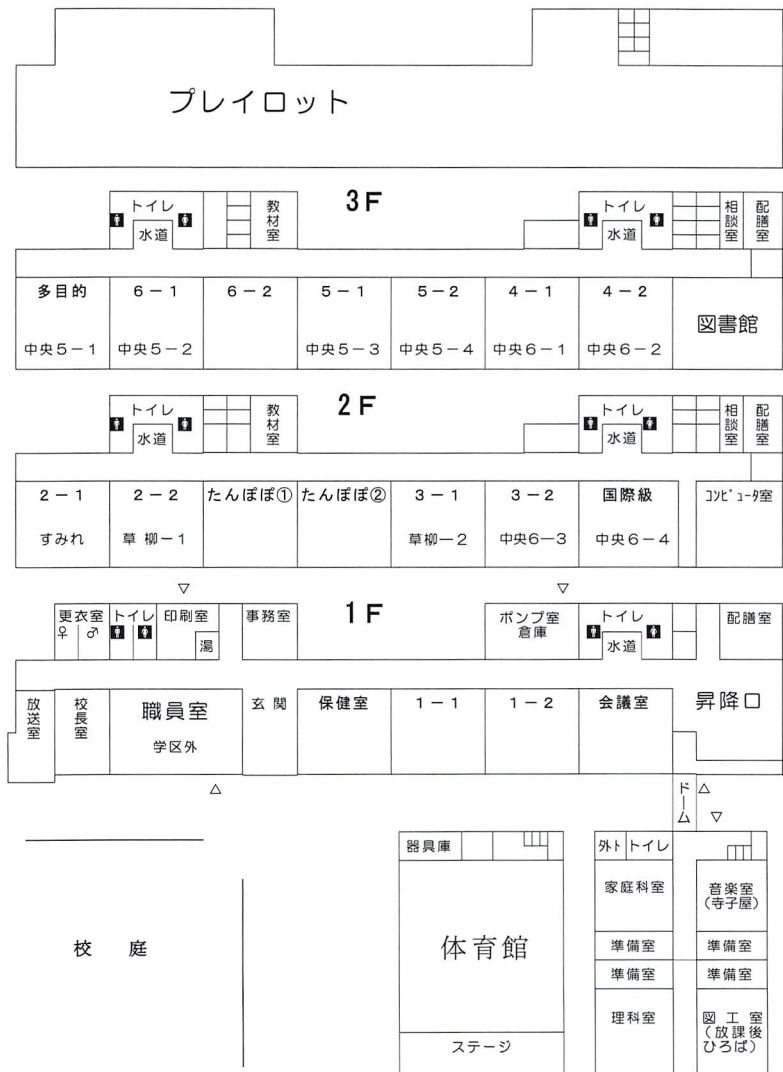 プレイロット
3F
トイレ
水道
教材室
トイレ
水道
相談室
配膳室
多目的 6-1 6-2 5-1 5-2 4-1 4-2
図書館
中央5-1 中央5-2 中央5-3 中央5-4 中央6-1 中央6-2
2F
トイレ
水道
教材室
トイレ
水道
相談室
配膳室
2-1 2-2 たんぽぽ① たんぽぽ② 3-1 3-2 国際級 コンピュータ室
すみれ 草柳-1 草柳-2 中央6-3 中央6-4
▽ ▽
1F
更衣室 トイレ 印刷室 事務室
♀ ♂
湯
ポンプ室
倉庫
トイレ
水道
配膳室
放送室
校長室
職員室
学区外
玄関
保健室
1-1
1-2
会議室
昇降口
△
ドーム
△
▽
校庭
器具庫
体育館
ステージ
外ト
トイレ
家庭科室
音楽室
(寺子屋)
準備室 準備室
準備室 準備室
理科室
図工室
(放課後
ひろば)